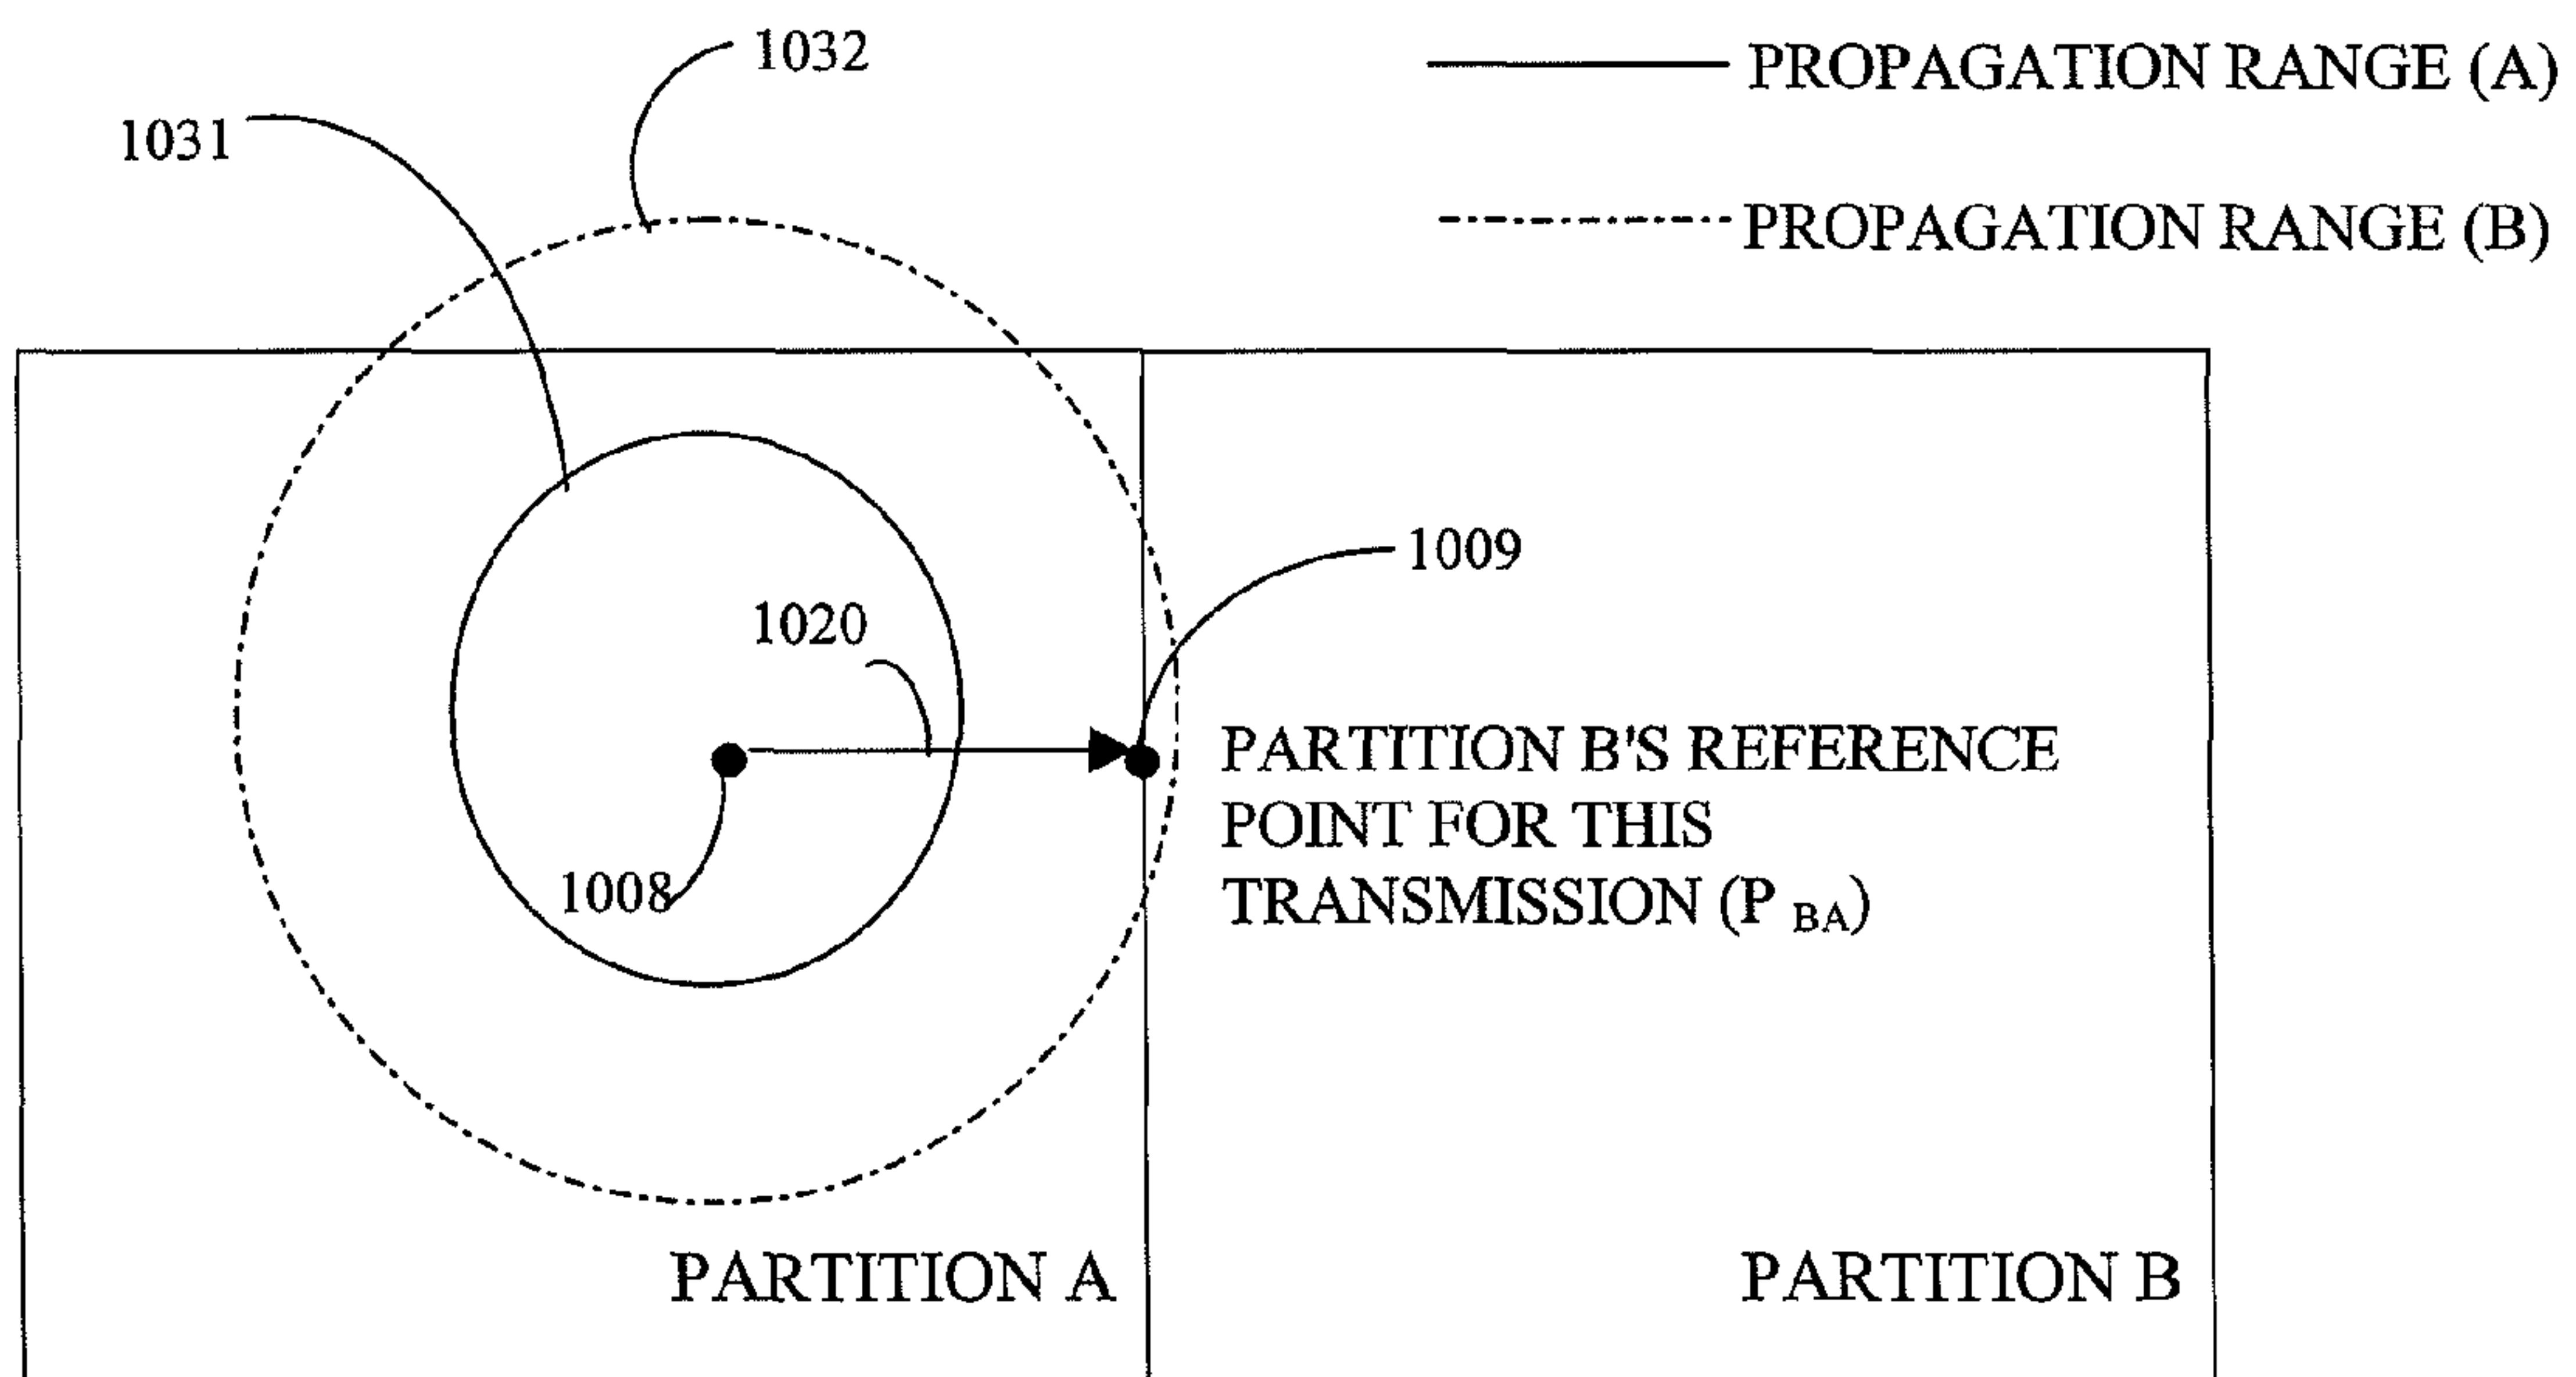 1032
PROPAGATION RANGE (A)
1031
PROPAGATION RANGE (B)
1009
1020
PARTITION B'S REFERENCE
POINT FOR THIS
TRANSMISSION (P BA)
1008
PARTITION A
PARTITION B